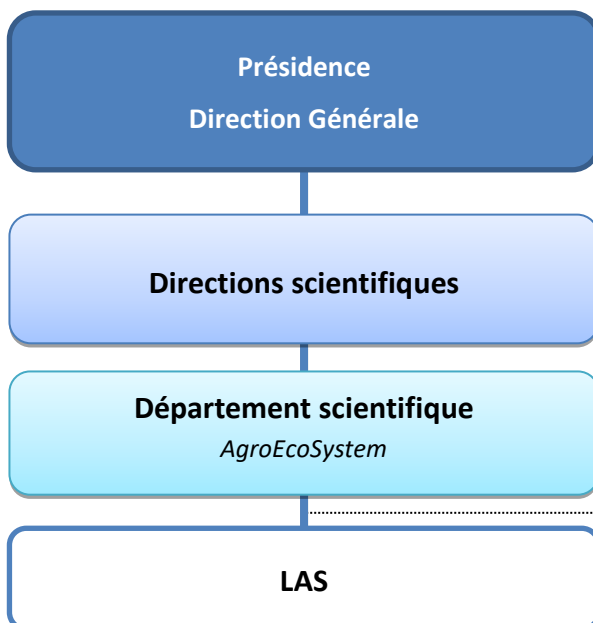 Présidence
Direction Générale
Directions scientifiques
Département scientifique
AgroEcoSystem
LAS